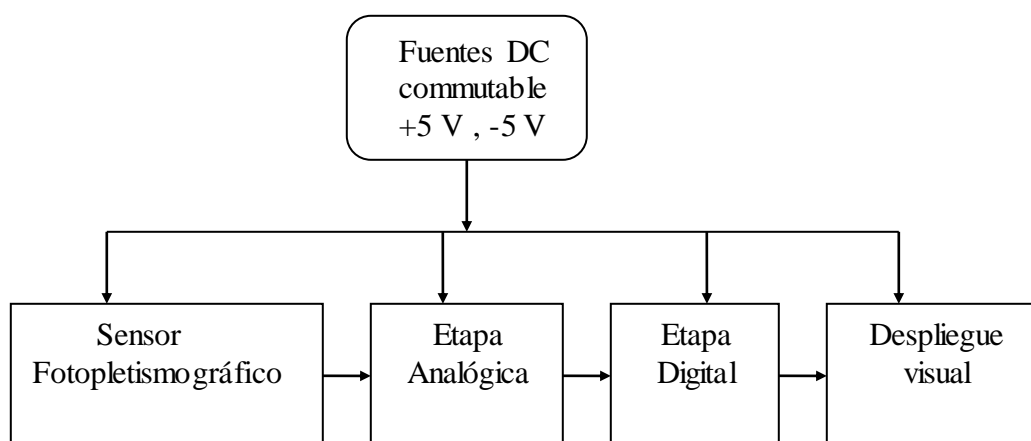 Fuentes DC
commutable
+5 V , -5 V
Sensor
Fotopletismográfico
Etapa
Analógica
Etapa
Digital
Despliegue
visual